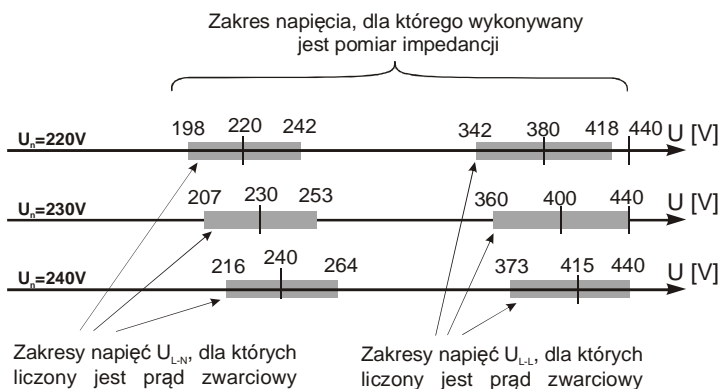 Zakres napięcia, dla którego wykonywany
jest pomiar impedancji
198 220 242 342 380 418 440 U [V]
Uₙ=220V
207 230 253 360 400 440 U [V]
Uₙ=230V
216 240 264 373 415 440 U [V]
Uₙ=240V
Zakresy napięć U_L-N, dla których
liczony jest prąd zwarciowy
Zakresy napięć U_L-L, dla których
liczony jest prąd zwarciowy